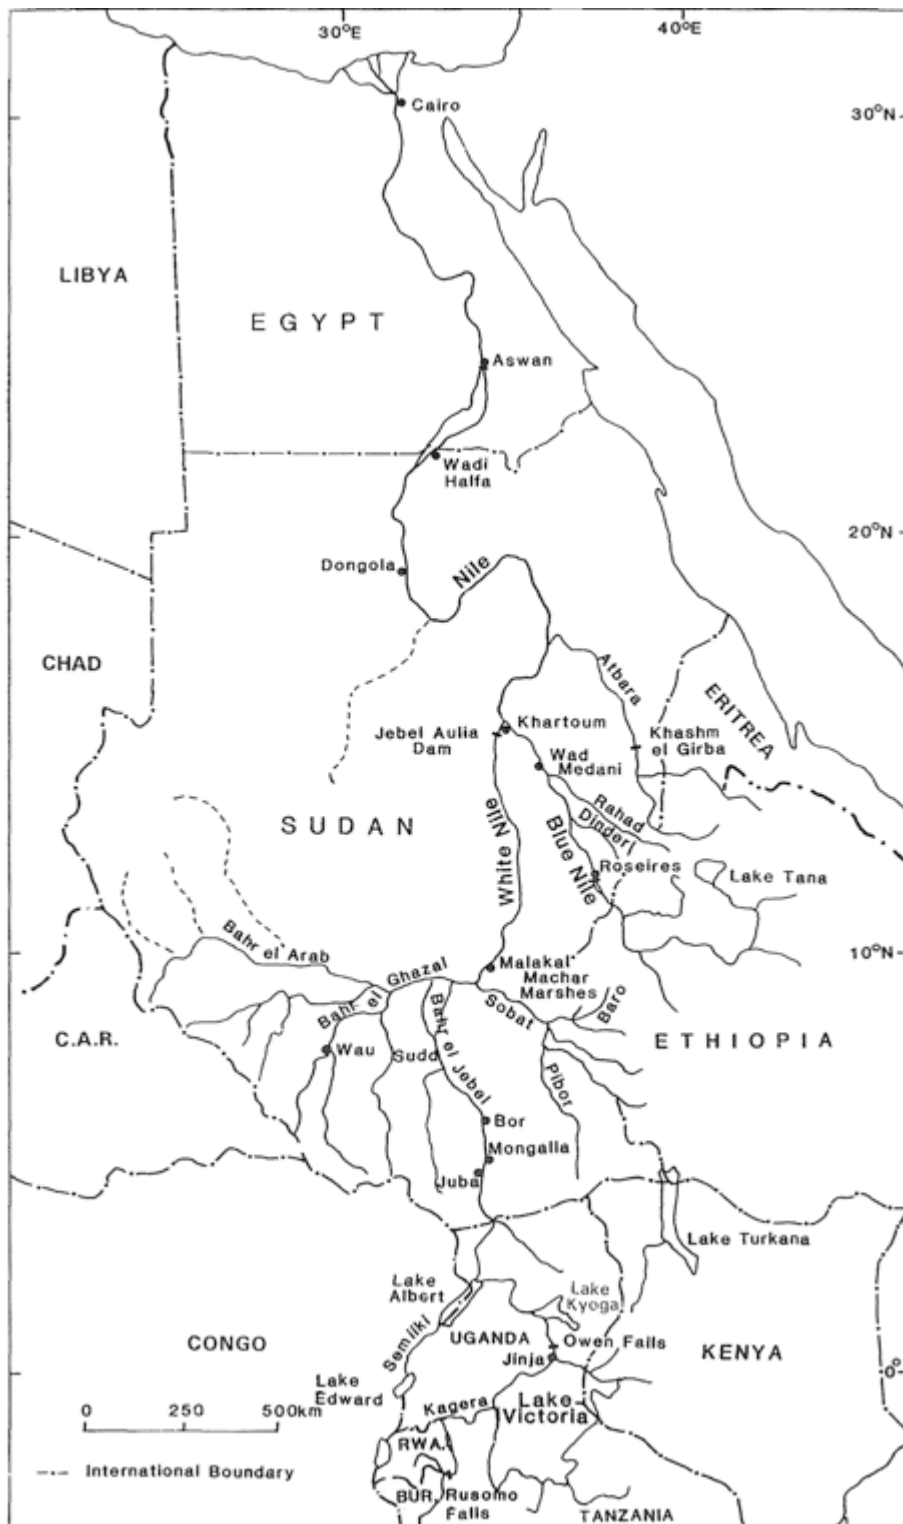 30°E
40°E
Cairo
30°N
LIBYA
EGYPT
Aswan
Wadi
Halfa
20°N
Dongola
Nile
CHAD
Atbara
ERITREA
Khartoum
Jebel Aulia
Dam
Khashm
el Girba
Wad
Medani
Rahad
SUDAN
White Nile
Dinderl
Blue Nile
Roseires
Lake Tana
Bahr el Arab
10°N
Malakal
Machar
Marshes
Bahr el Ghazal
Sobat
Baro
C.A.R.
ETHIOPIA
Wau
Sudd
Bahr el Jebel
Pibor
Bor
Mongalla
Juba
Lake Turkana
Lake
Albert
Lake
Kyoga
Semliki
CONGO
UGANDA
Owen Falls
KENYA
Jinja
0°
Lake
Edward
Kagera
Lake
Victoria
0 250 500km
RWA.
International Boundary
BUR.
Rusomo
Falls
TANZANIA